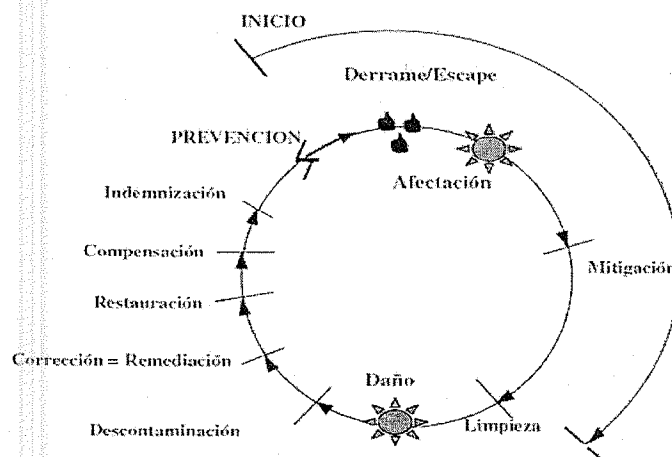 INICIO
Derrame/Escape
PREVENCION
Afectación
Indemnización
Compensación
Mitigación
Restauración
Corrección = Remediación
Daño
Limpieza
Descontaminación